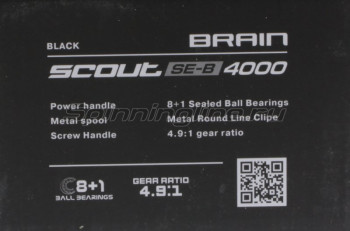 BLACK BRAIN
SCOUT SE-B 4000
Power handle 8+1 Sealed Ball Bearings
Metal spool Metal Round Line Clipe
Screw Handle 4.9:1 gear ratio
8+1 GEAR RATIO
BALL BEARINGS 4.9:1